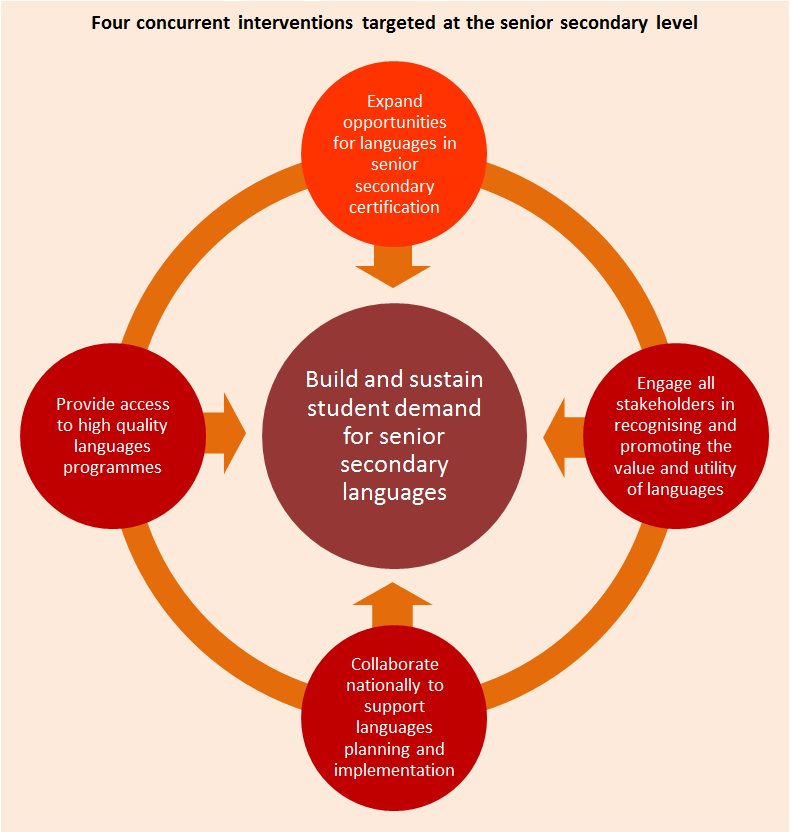 Four concurrent interventions targeted at the senior secondary level
Expand
opportunities
for languages in
senior
secondary
certification
Provide access
to high quality
languages
programmes
Build and sustain
student demand
for senior
secondary
languages
Engage all
stakeholders in
recognising and
promoting the
value and utility
of languages
Collaborate
nationally to
support
languages
planning and
implementation